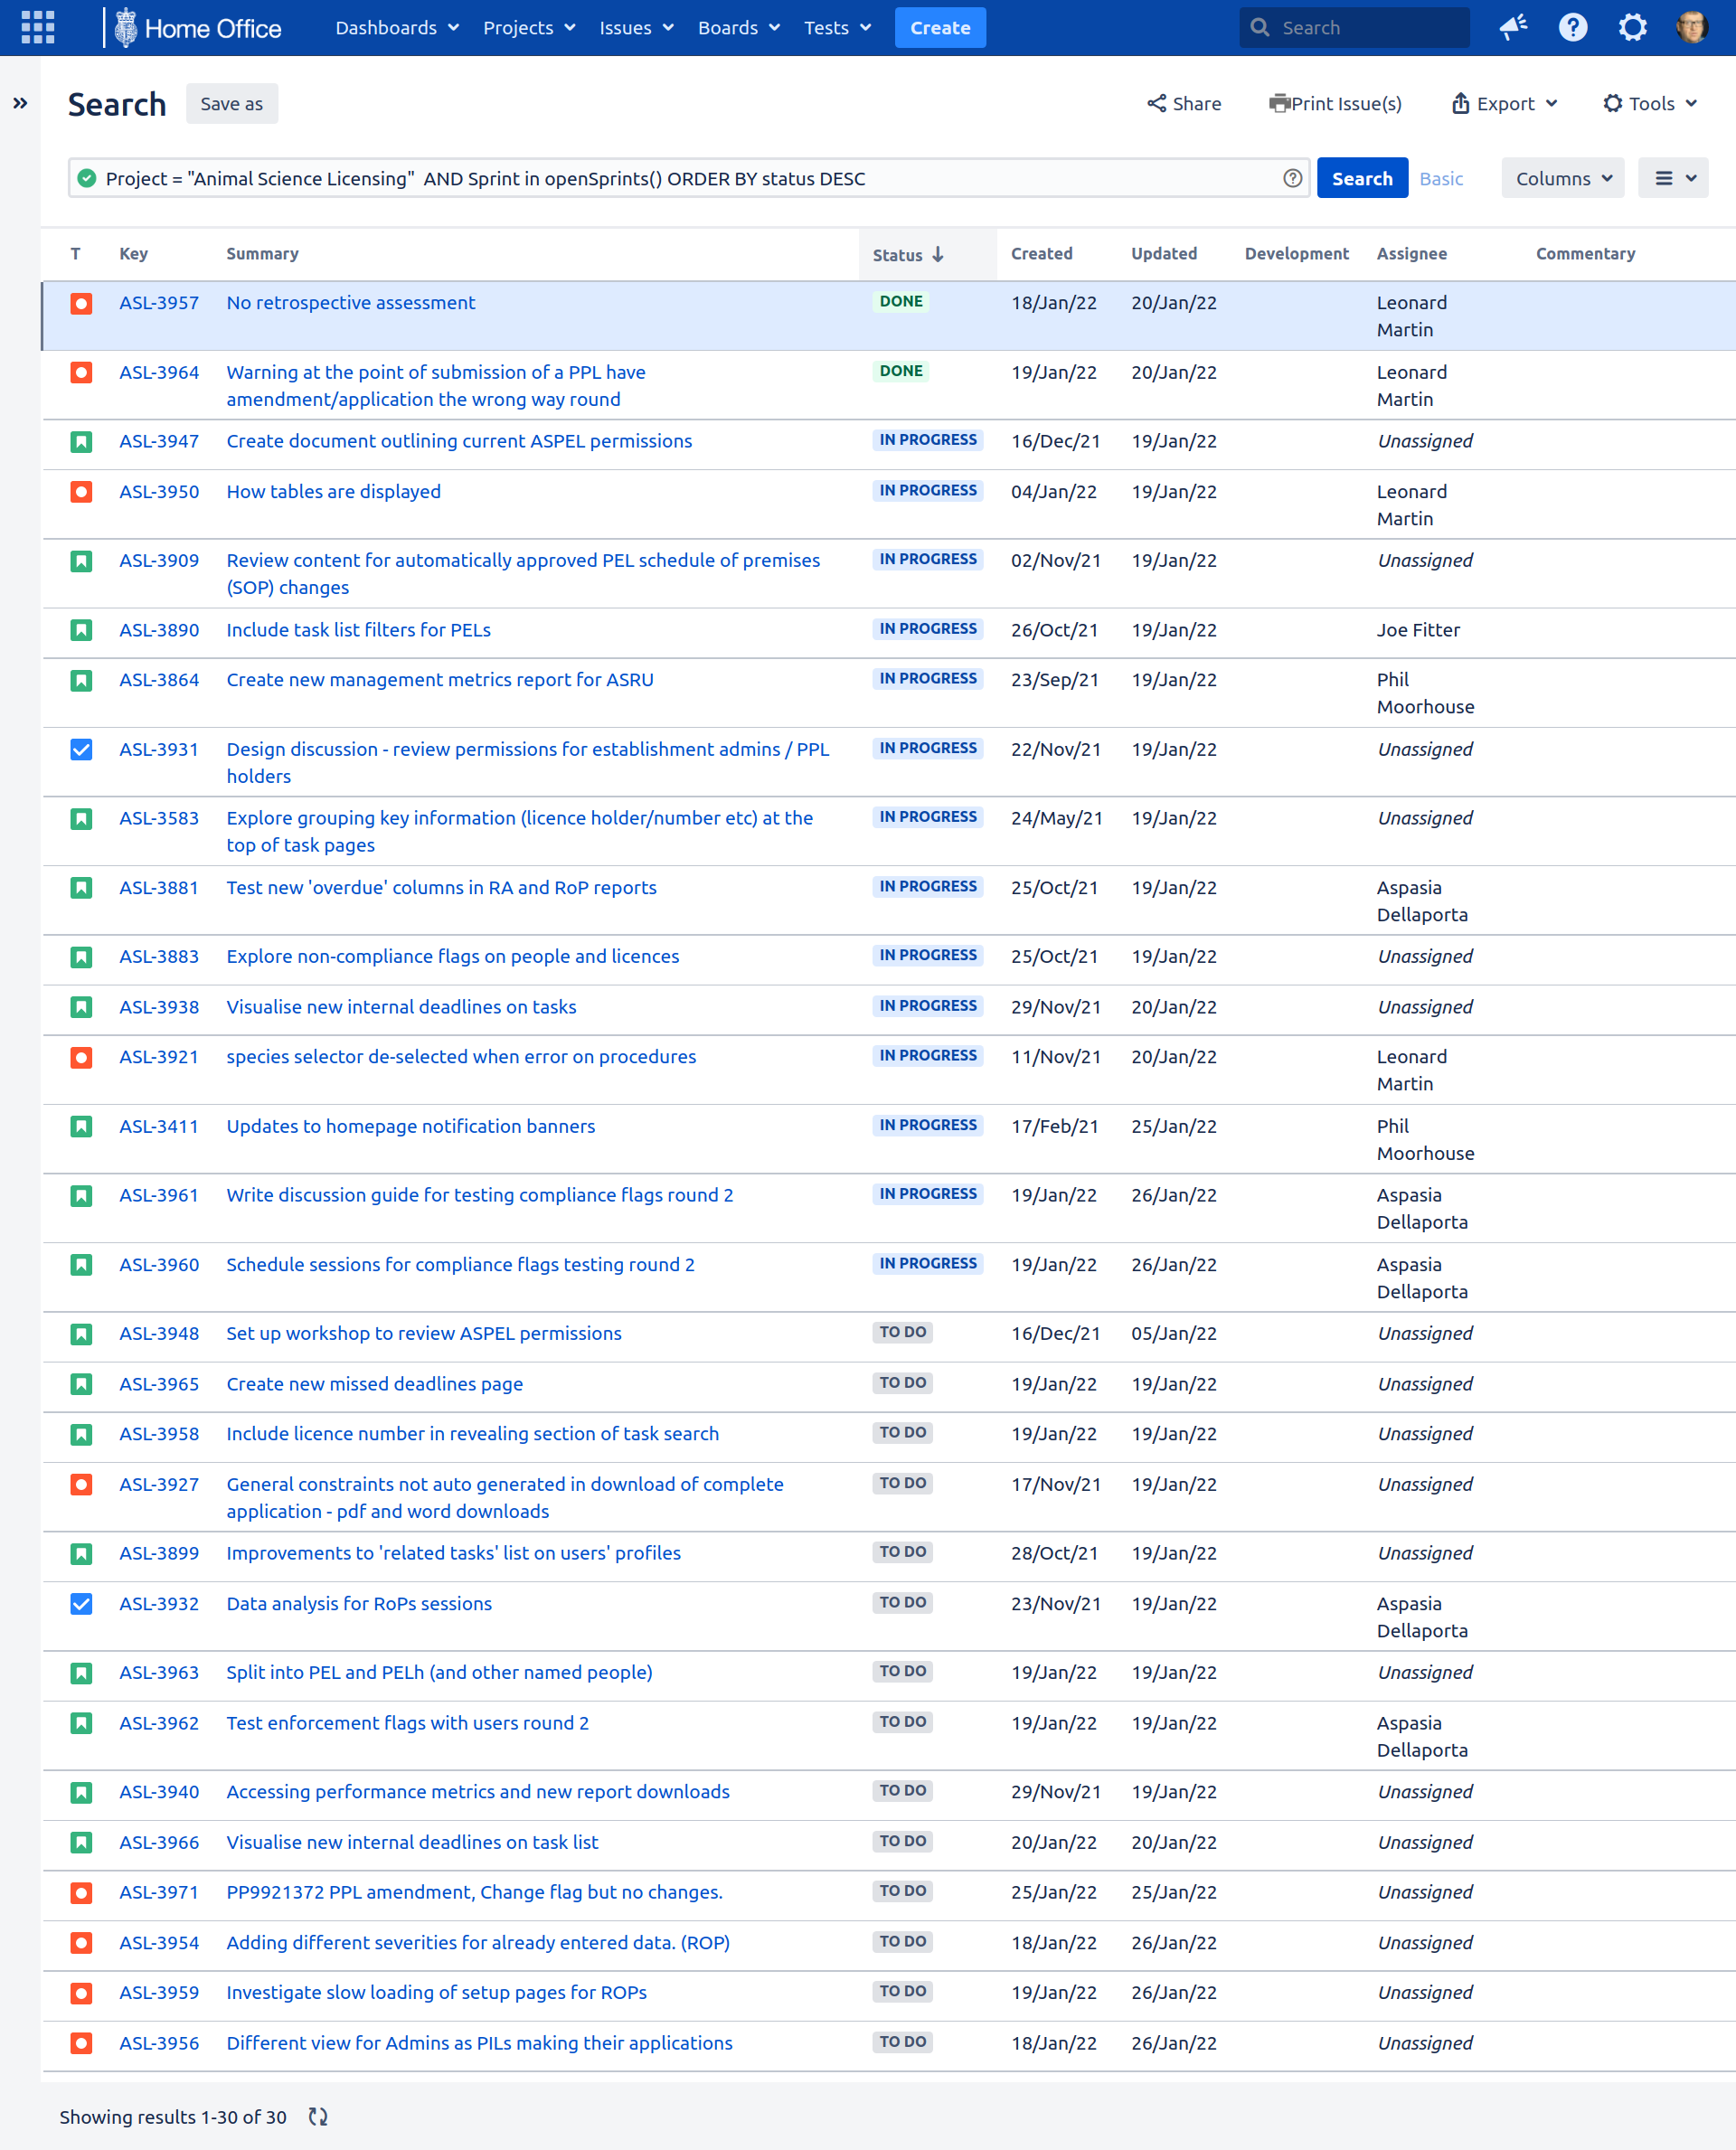 Home Office Dashboards Projects Issues Boards Tests Create Search
Search Save as Share Print Issue(s) Export Tools
Project = "Animal Science Licensing"  AND Sprint in openSprints() ORDER BY status DESC Search Basic Columns
T Key Summary Status Created Updated Development Assignee Commentary
ASL-3957 No retrospective assessment DONE 18/Jan/22 20/Jan/22 Leonard
Martin
ASL-3964 Warning at the point of submission of a PPL have DONE 19/Jan/22 20/Jan/22 Leonard
amendment/application the wrong way round Martin
ASL-3947 Create document outlining current ASPEL permissions IN PROGRESS 16/Dec/21 19/Jan/22 Unassigned
ASL-3950 How tables are displayed IN PROGRESS 04/Jan/22 19/Jan/22 Leonard
Martin
ASL-3909 Review content for automatically approved PEL schedule of premises IN PROGRESS 02/Nov/21 19/Jan/22 Unassigned
(SOP) changes
ASL-3890 Include task list filters for PELs IN PROGRESS 26/Oct/21 19/Jan/22 Joe Fitter
ASL-3864 Create new management metrics report for ASRU IN PROGRESS 23/Sep/21 19/Jan/22 Phil
Moorhouse
ASL-3931 Design discussion - review permissions for establishment admins / PPL IN PROGRESS 22/Nov/21 19/Jan/22 Unassigned
holders
ASL-3583 Explore grouping key information (licence holder/number etc) at the IN PROGRESS 24/May/21 19/Jan/22 Unassigned
top of task pages
ASL-3881 Test new 'overdue' columns in RA and RoP reports IN PROGRESS 25/Oct/21 19/Jan/22 Aspasia
Dellaporta
ASL-3883 Explore non-compliance flags on people and licences IN PROGRESS 25/Oct/21 19/Jan/22 Unassigned
ASL-3938 Visualise new internal deadlines on tasks IN PROGRESS 29/Nov/21 20/Jan/22 Unassigned
ASL-3921 species selector de-selected when error on procedures IN PROGRESS 11/Nov/21 20/Jan/22 Leonard
Martin
ASL-3411 Updates to homepage notification banners IN PROGRESS 17/Feb/21 25/Jan/22 Phil
Moorhouse
ASL-3961 Write discussion guide for testing compliance flags round 2 IN PROGRESS 19/Jan/22 26/Jan/22 Aspasia
Dellaporta
ASL-3960 Schedule sessions for compliance flags testing round 2 IN PROGRESS 19/Jan/22 26/Jan/22 Aspasia
Dellaporta
ASL-3948 Set up workshop to review ASPEL permissions TO DO 16/Dec/21 05/Jan/22 Unassigned
ASL-3965 Create new missed deadlines page TO DO 19/Jan/22 19/Jan/22 Unassigned
ASL-3958 Include licence number in revealing section of task search TO DO 19/Jan/22 19/Jan/22 Unassigned
ASL-3927 General constraints not auto generated in download of complete TO DO 17/Nov/21 19/Jan/22 Unassigned
application - pdf and word downloads
ASL-3899 Improvements to 'related tasks' list on users' profiles TO DO 28/Oct/21 19/Jan/22 Unassigned
ASL-3932 Data analysis for RoPs sessions TO DO 23/Nov/21 19/Jan/22 Aspasia
Dellaporta
ASL-3963 Split into PEL and PELh (and other named people) TO DO 19/Jan/22 19/Jan/22 Unassigned
ASL-3962 Test enforcement flags with users round 2 TO DO 19/Jan/22 19/Jan/22 Aspasia
Dellaporta
ASL-3940 Accessing performance metrics and new report downloads TO DO 29/Nov/21 19/Jan/22 Unassigned
ASL-3966 Visualise new internal deadlines on task list TO DO 20/Jan/22 20/Jan/22 Unassigned
ASL-3971 PP9921372 PPL amendment, Change flag but no changes. TO DO 25/Jan/22 25/Jan/22 Unassigned
ASL-3954 Adding different severities for already entered data. (ROP) TO DO 18/Jan/22 26/Jan/22 Unassigned
ASL-3959 Investigate slow loading of setup pages for ROPs TO DO 19/Jan/22 26/Jan/22 Unassigned
ASL-3956 Different view for Admins as PILs making their applications TO DO 18/Jan/22 26/Jan/22 Unassigned
Showing results 1-30 of 30